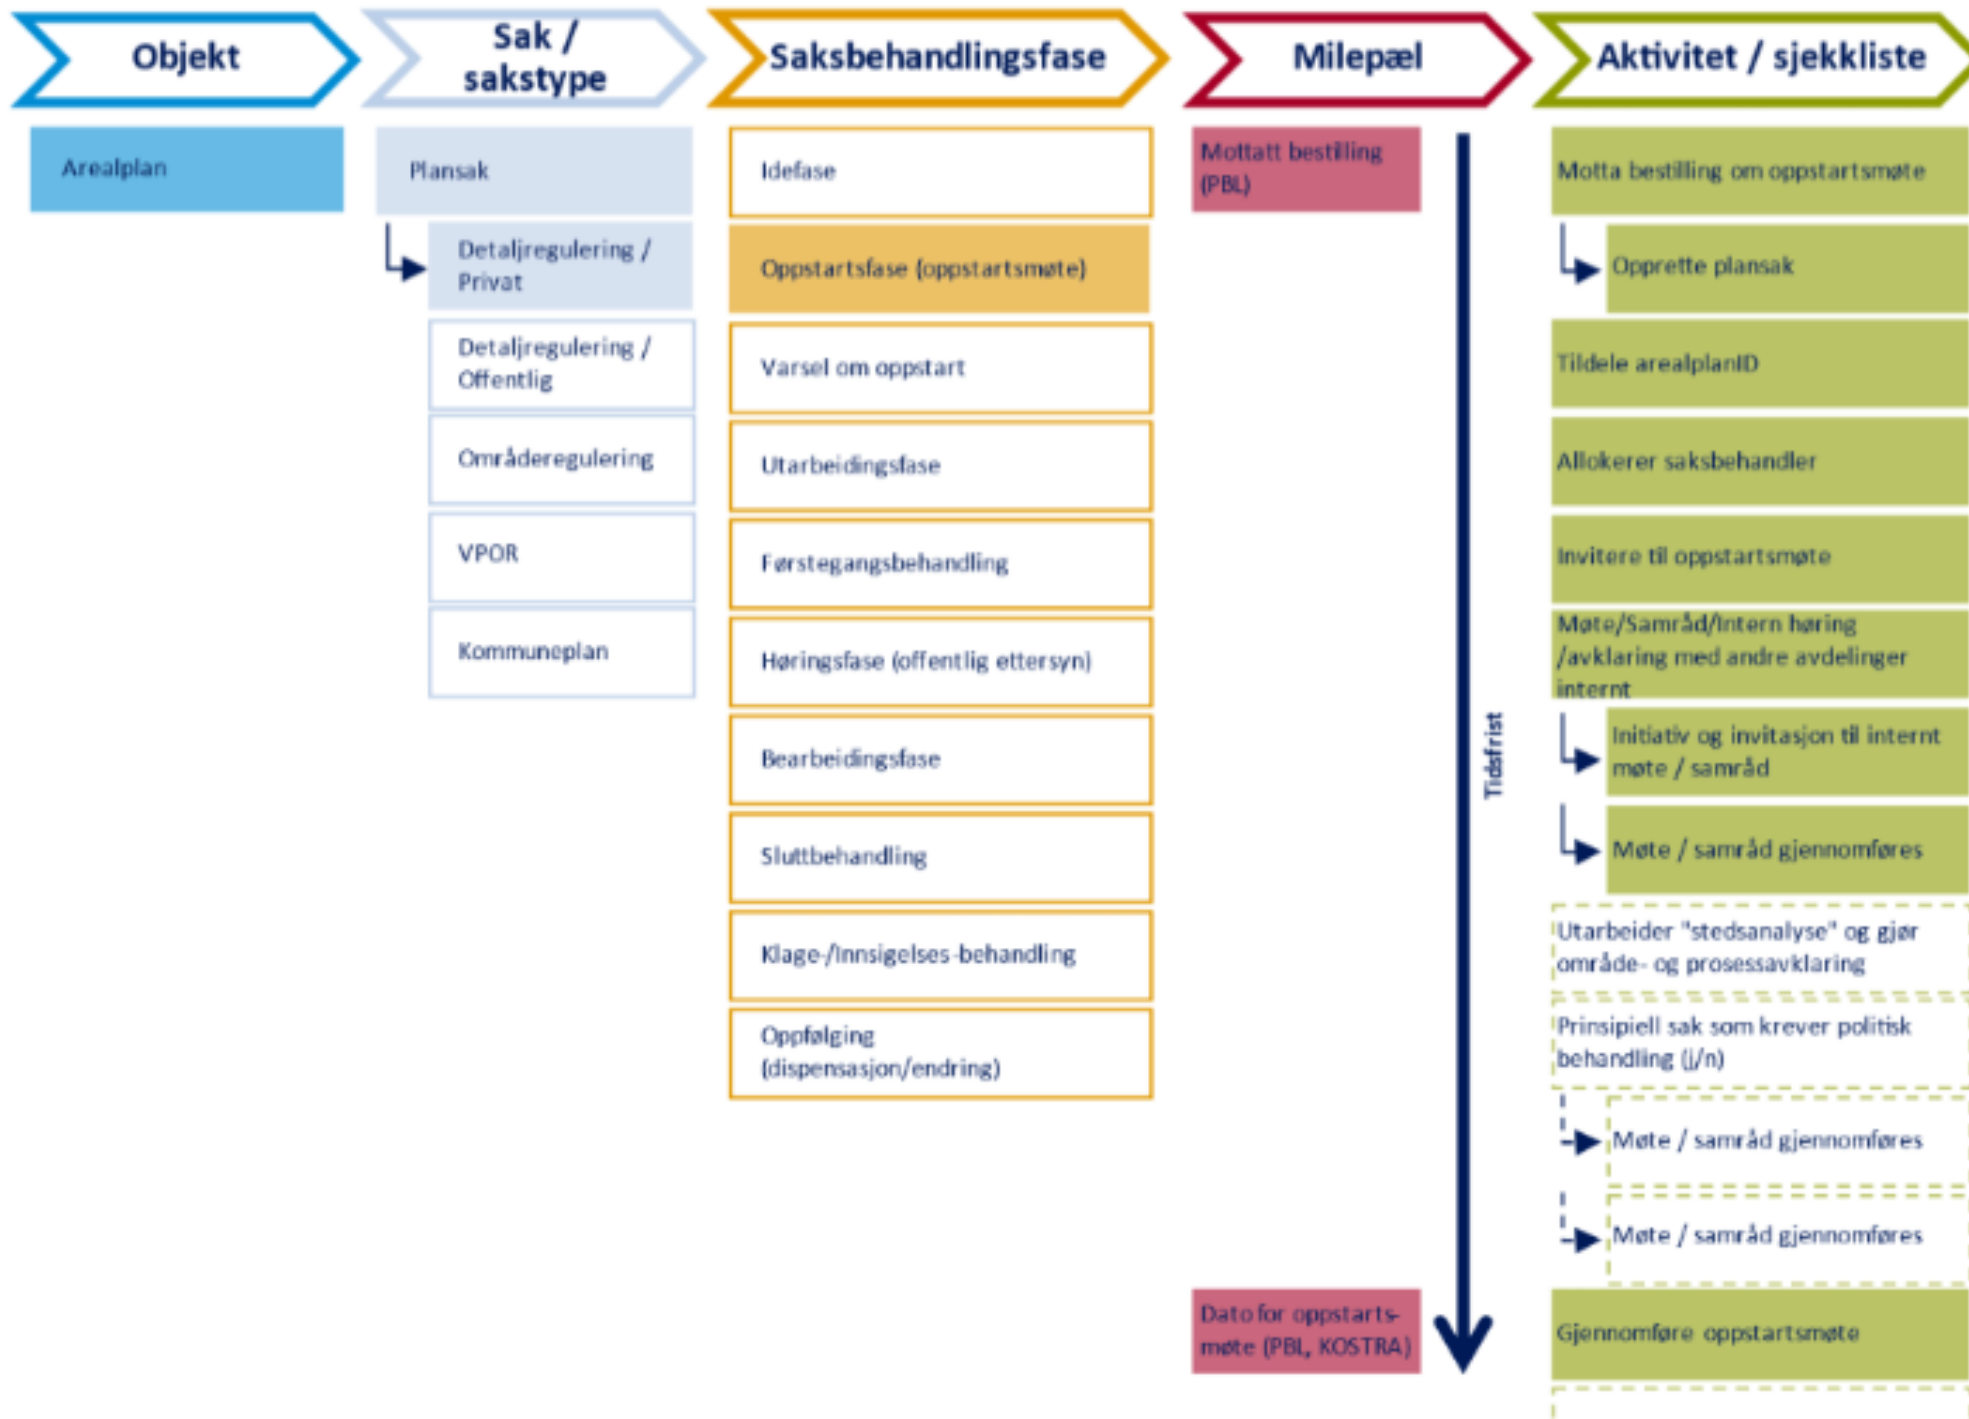 Objekt
Sak /
sakstype
Saksbehandlingsfase
Milepæl
Aktivitet / sjekkliste
Arealplan
Plansak
Detaljregulering /
Privat
Detaljregulering /
Offentlig
Områderegulering
VPOR
Kommuneplan
Idefase
Oppstartsfase (oppstartsmøte)
Varsel om oppstart
Utarbeidingsfase
Førstegangsbehandling
Høringsfase (offentlig ettersyn)
Bearbeidingsfase
Sluttbehandling
Klage-/Innsigelses-behandling
Oppfølging
(dispensasjon/endring)
Mottatt bestilling
(PBL)
Dato for oppstarts-
møte (PBL, KOSTRA)
Tidsfrist
Motta bestilling om oppstartsmøte
Opprette plansak
Tildele arealplanID
Allokerer saksbehandler
Invitere til oppstartsmøte
Møte/Samråd/Intern høring
/avklaring med andre avdelinger
internt
Initiativ og invitasjon til internt
møte / samråd
Møte / samråd gjennomføres
Utarbeider "stedsanalyse" og gjør
område- og prosessavklaring
Prinsipiell sak som krever politisk
behandling (j/n)
Møte / samråd gjennomføres
Møte / samråd gjennomføres
Gjennomføre oppstartsmøte